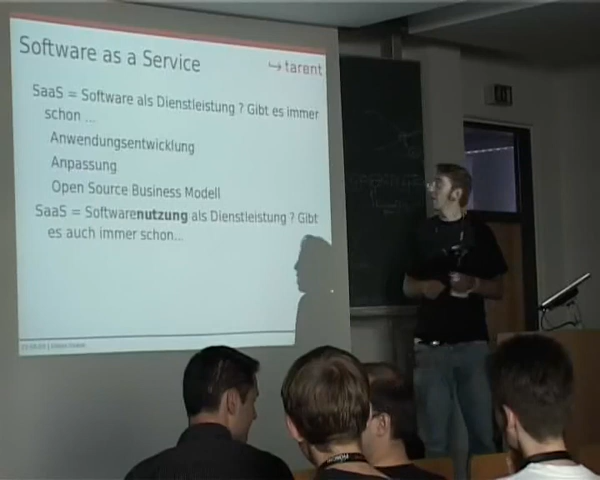 Software as a Service
tarent
SaaS = Software als Dienstleistung ? Gibt es immer
schon ...
Anwendungsentwicklung
Anpassung
Open Source Business Modell
SaaS = Softwarenutzung als Dienstleistung ? Gibt
es auch immer schon...